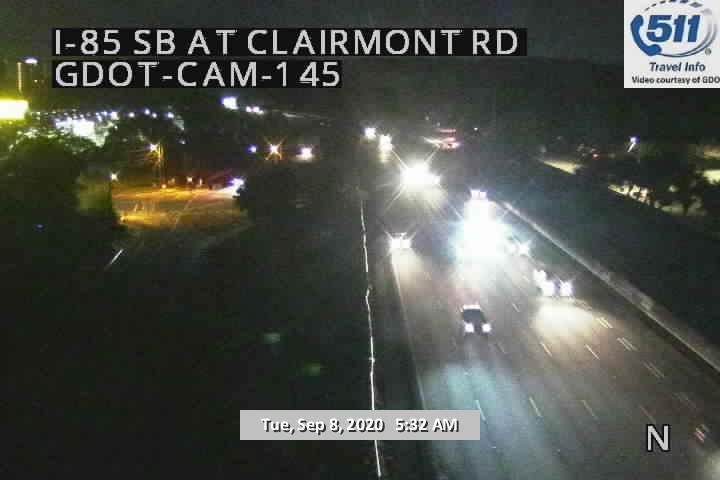 I-85 SB AT CLAIRMONT RD
GDOT-CAM-145
511
Travel Info
Video courtesy of GDO
Tue, Sep 8, 2020 5:32 AM
N